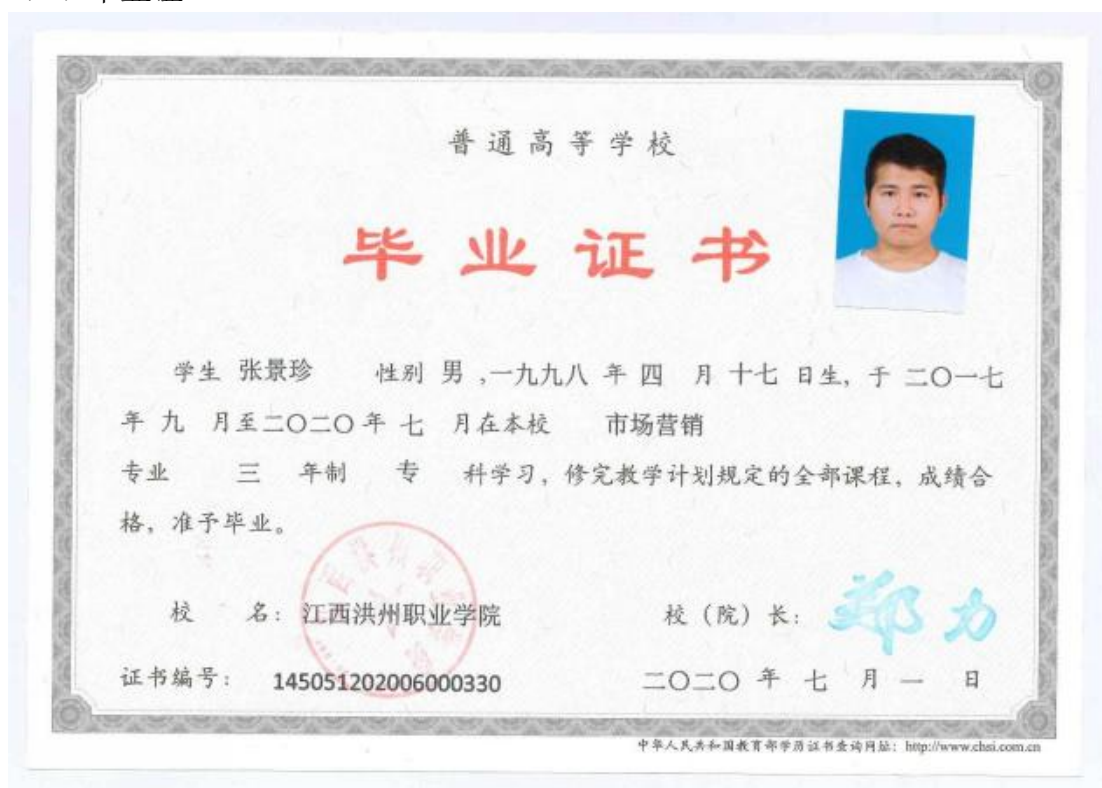 普通高等学校
毕业证书
学生 张景珍 性别 男 ,一九九八 年 四 月 十七 日生, 于 二〇一七
年 九 月至二〇二〇年 七 月在本校 市场营销
专业 三 年制 专 科学习, 修完教学计划规定的全部课程, 成绩合
格, 准予毕业。
校 名: 江西洪州职业学院 校 (院) 长: 郑力
证书编号: 145051202006000330 二〇二〇 年 七 月 一 日
中华人民共和国教育部学历证书查询网址: http://www.chsi.com.cn